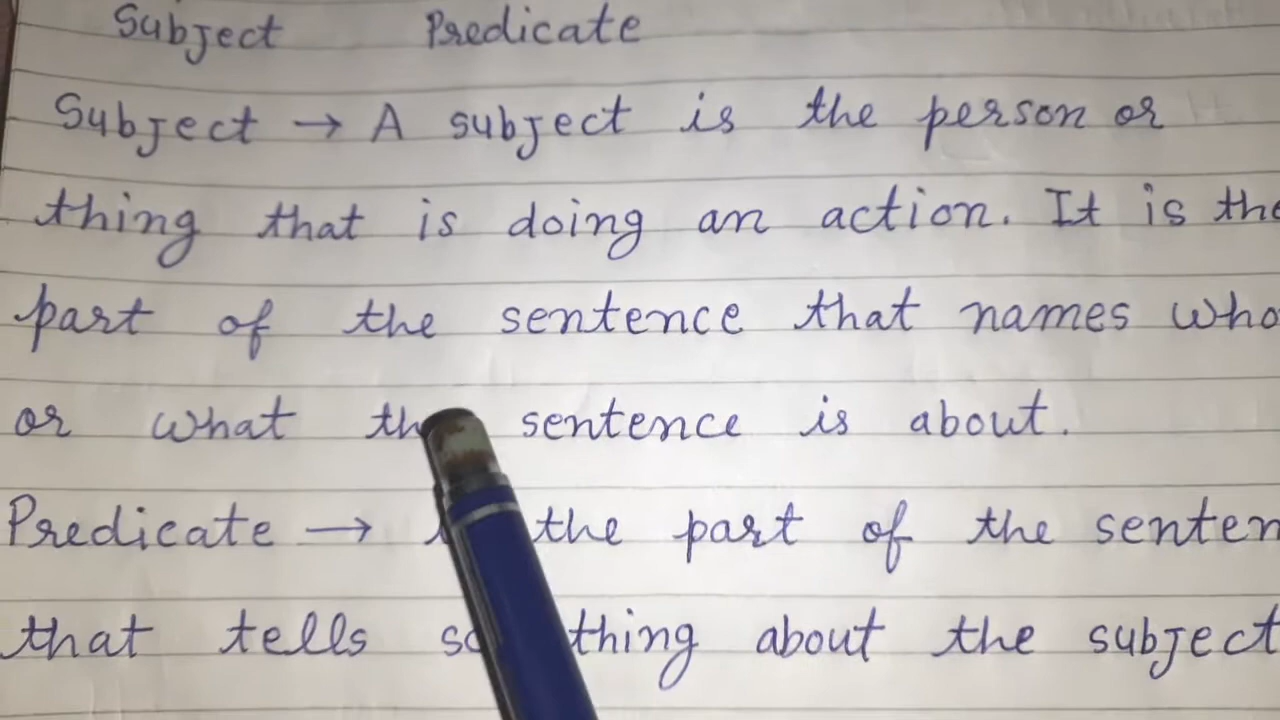 Subject Predicate
Subject → A subject is the person or
thing that is doing an action. It is the
part of the sentence that names who
or what sentence is about.
Predicate → the part of the
that tells about the subject